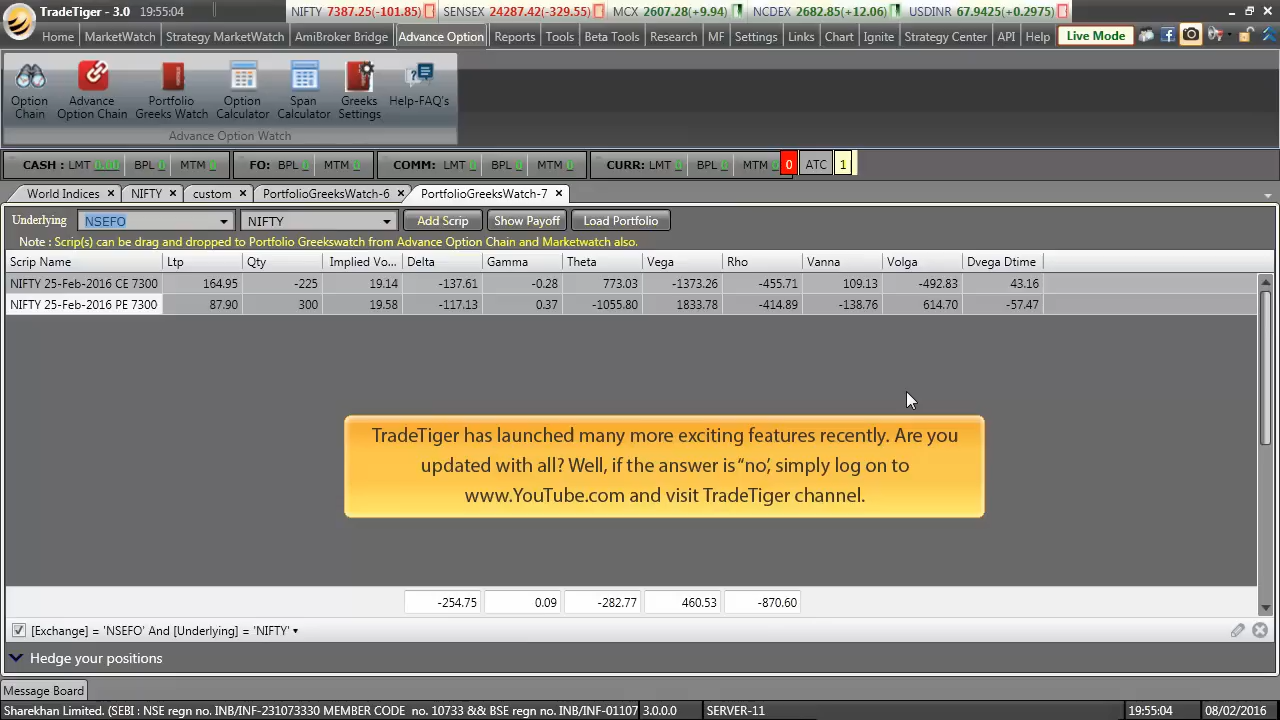 TradeTiger - 3.0 19:55:04 NIFTY 7387.25(-101.85) SENSEX 24287.42(-329.55) MCX 2607.28(+9.94) NCDEX 2682.85(+12.06) USDINR 67.9425(+0.2975)
Home MarketWatch Strategy MarketWatch AmiBroker Bridge Advance Option Reports Tools Beta Tools Research MF Settings Links Chart Ignite Strategy Center API Help Live Mode
Option Chain
Advance Option Chain
Portfolio Greeks Watch
Option Calculator
Span Calculator
Greeks Settings
Help-FAQ's
Advance Option Watch
CASH : LMT 0.00 BPL 0 MTM 0 FO: BPL 0 MTM 0 COMM: LMT 0 BPL 0 MTM 0 CURR: LMT 0 BPL 0 MTM 0 0 ATC 1
World Indices NIFTY custom PortfolioGreeksWatch-6 PortfolioGreeksWatch-7
Underlying NSEFO NIFTY Add Scrip Show Payoff Load Portfolio
Note : Scrip(s) can be drag and dropped to Portfolio Greekswatch from Advance Option Chain and Marketwatch also.
Scrip Name Ltp Qty Implied Vo... Delta Gamma Theta Vega Rho Vanna Volga Dvega Dtime
NIFTY 25-Feb-2016 CE 7300 164.95 -225 19.14 -137.61 -0.28 773.03 -1373.26 -455.71 109.13 -492.83 43.16
NIFTY 25-Feb-2016 PE 7300 87.90 300 19.58 -117.13 0.37 -1055.80 1833.78 -414.89 -138.76 614.70 -57.47
TradeTiger has launched many more exciting features recently. Are you
updated with all? Well, if the answer is “no”, simply log on to
www.YouTube.com and visit TradeTiger channel.
-254.75 0.09 -282.77 460.53 -870.60
[Exchange] = 'NSEFO' And [Underlying] = 'NIFTY'
Hedge your positions
Message Board
Sharekhan Limited. (SEBI : NSE regn no. INB/INF-231073330 MEMBER CODE no. 10733 && BSE regn no. INB/INF-01107 3.0.0.0 SERVER-11 19:55:04 08/02/2016